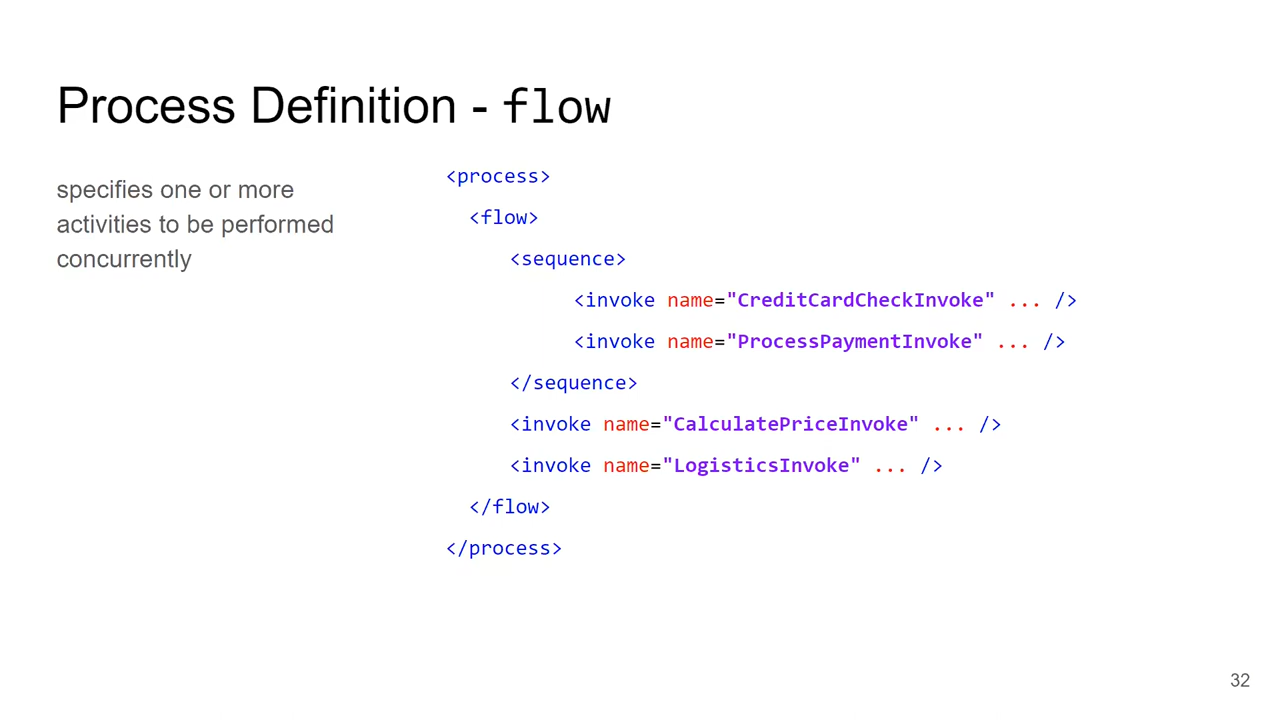 Process Definition - flow
specifies one or more
activities to be performed
concurrently
<process>
<flow>
<sequence>
<invoke name="CreditCardCheckInvoke" ... />
<invoke name="ProcessPaymentInvoke" ... />
</sequence>
<invoke name="CalculatePriceInvoke" ... />
<invoke name="LogisticsInvoke" ... />
</flow>
</process>
32